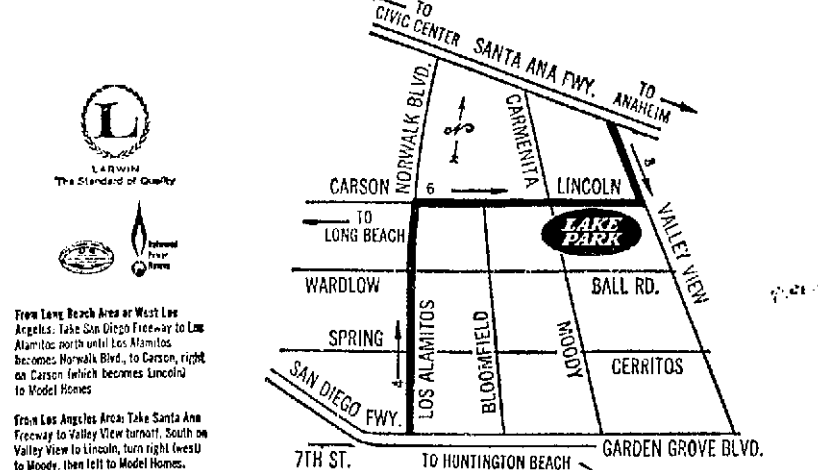 TO
CIVIC CENTER
SANTA ANA FWY.
TO
ANAHEIM
NORWALK BLVD.
CARMENITA
L
LARWIN
The Standard of Quality
CARSON
6
LINCOLN
8
VALLEY VIEW
TO
LONG BEACH
LAKE
PARK
WARDLOW
BALL RD.
From Long Beach Area or West Los
Angeles: Take San Diego Freeway to Los
Alamitos north until Los Alamitos
becomes Norwalk Blvd., to Carson, right
on Carson (which becomes Lincoln)
to Model Homes
SPRING
LOS ALAMITOS
BLOOMFIELD
MOODY
CERRITOS
4
SAN DIEGO
FWY.
From Los Angeles Area: Take Santa Ana
Freeway to Valley View turnoff. South on
Valley View to Lincoln, turn right (west)
to Moody, then left to Model Homes.
7TH ST.
TO HUNTINGTON BEACH
GARDEN GROVE BLVD.